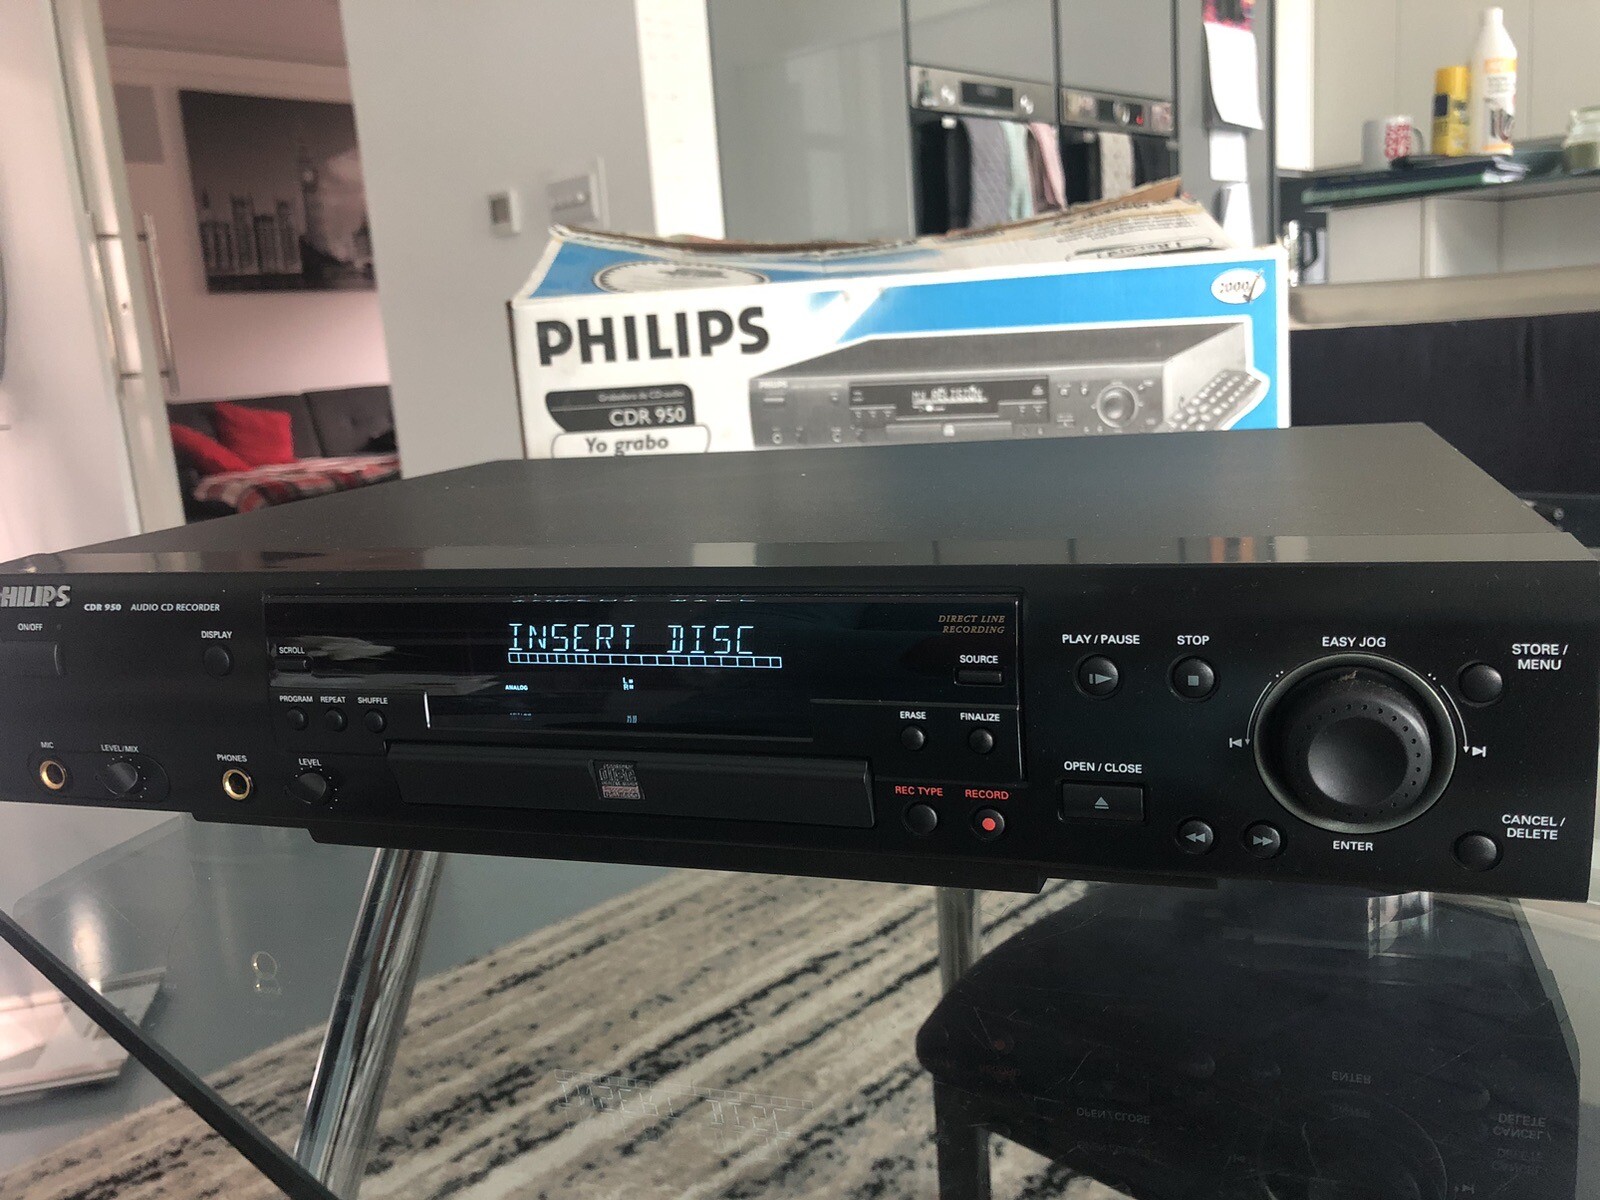 PHILIPS
Grabadora de CD audio
CDR 950
Yo grabo
HILIPS
CDR 950 AUDIO CD RECORDER
ON/OFF
DISPLAY
SCROLL
INSERT DISC
DIRECT LINE
RECORDING
SOURCE
ANALOG
L
R
PROGRAM REPEAT SHUFFLE
ERASE
FINALIZE
MIC
LEVEL/MIX
PHONES
LEVEL
REC TYPE
RECORD
PLAY / PAUSE
STOP
EASY JOG
STORE /
MENU
OPEN / CLOSE
ENTER
CANCEL /
DELETE